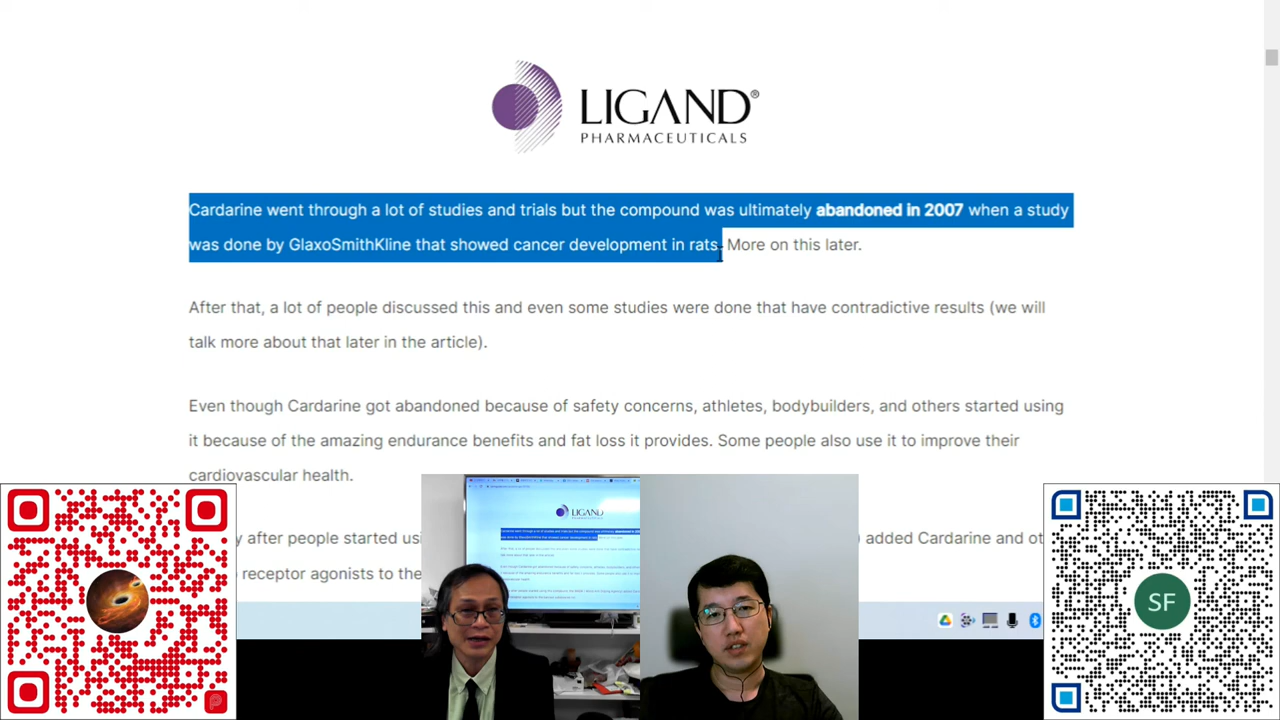 LIGAND®
PHARMACEUTICALS
Cardarine went through a lot of studies and trials but the compound was ultimately abandoned in 2007 when a study
was done by GlaxoSmithKline that showed cancer development in rats. More on this later.
After that, a lot of people discussed this and even some studies were done that have contradictive results (we will
talk more about that later in the article).
Even though Cardarine got abandoned because of safety concerns, athletes, bodybuilders, and others started using
it because of the amazing endurance benefits and fat loss it provides. Some people also use it to improve their
cardiovascular health.
after people started added Cardarine and
receptor agonists to the
SF
LIGAND
PHARMACEUTICALS